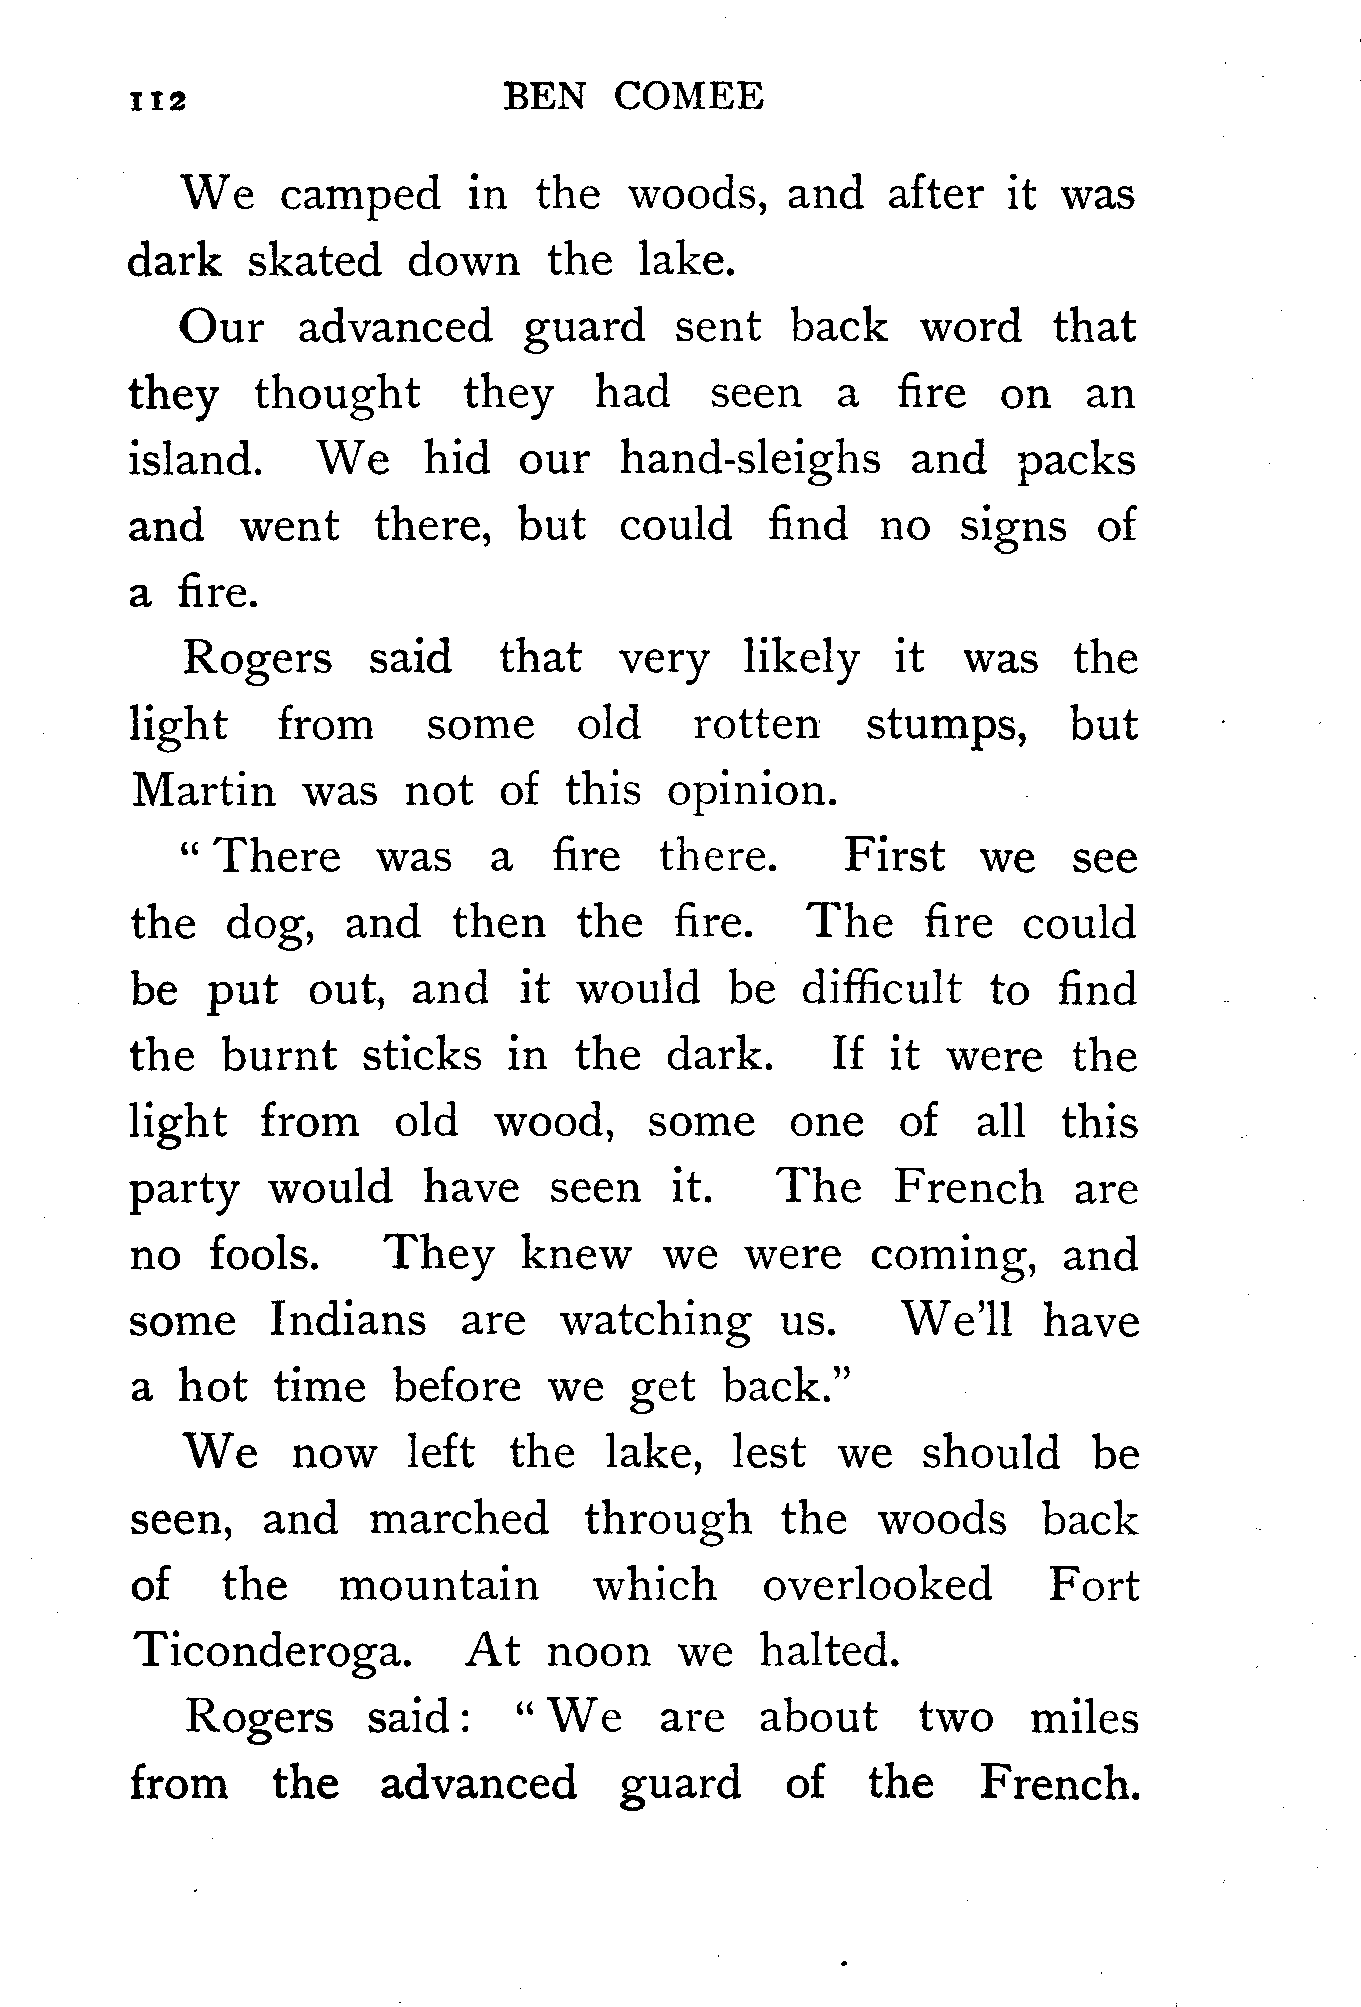 112 BEN COMEE
We camped in the woods, and after it was
dark skated down the lake.
Our advanced guard sent back word that
they thought they had seen a fire on an
island. We hid our hand-sleighs and packs
and went there, but could find no signs of
a fire.
Rogers said that very likely it was the
light from some old rotten stumps, but
Martin was not of this opinion.
“There was a fire there. First we see
the dog, and then the fire. The fire could
be put out, and it would be difficult to find
the burnt sticks in the dark. If it were the
light from old wood, some one of all this
party would have seen it. The French are
no fools. They knew we were coming, and
some Indians are watching us. We'll have
a hot time before we get back.”
We now left the lake, lest we should be
seen, and marched through the woods back
of the mountain which overlooked Fort
Ticonderoga. At noon we halted.
Rogers said: “We are about two miles
from the advanced guard of the French.